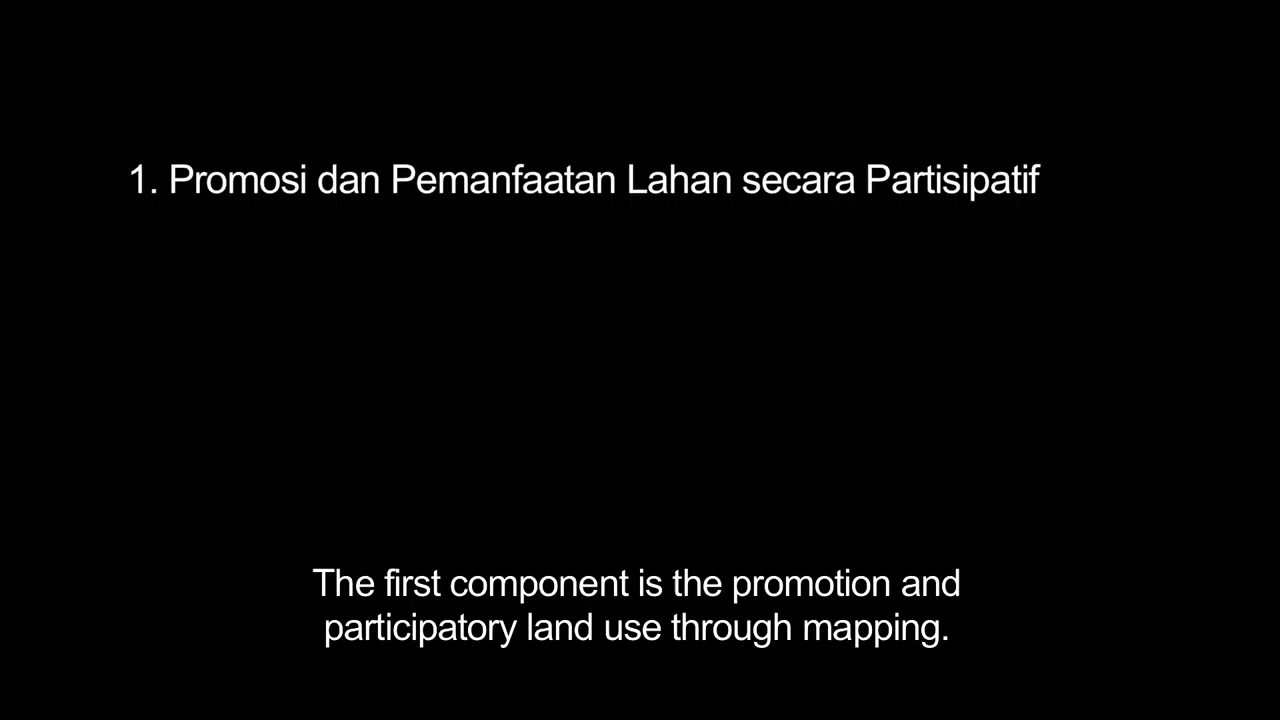 1. Promosi dan Pemanfaatan Lahan secara Partisipatif
The first component is the promotion and
participatory land use through mapping.